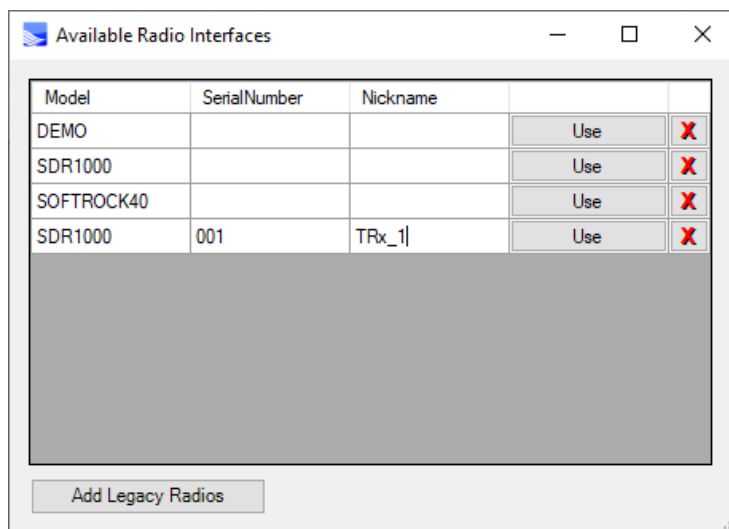 Available Radio Interfaces
Model SerialNumber Nickname
DEMO Use X
SDR1000 Use X
SOFTROCK40 Use X
SDR1000 001 TRx_1 Use X
Add Legacy Radios